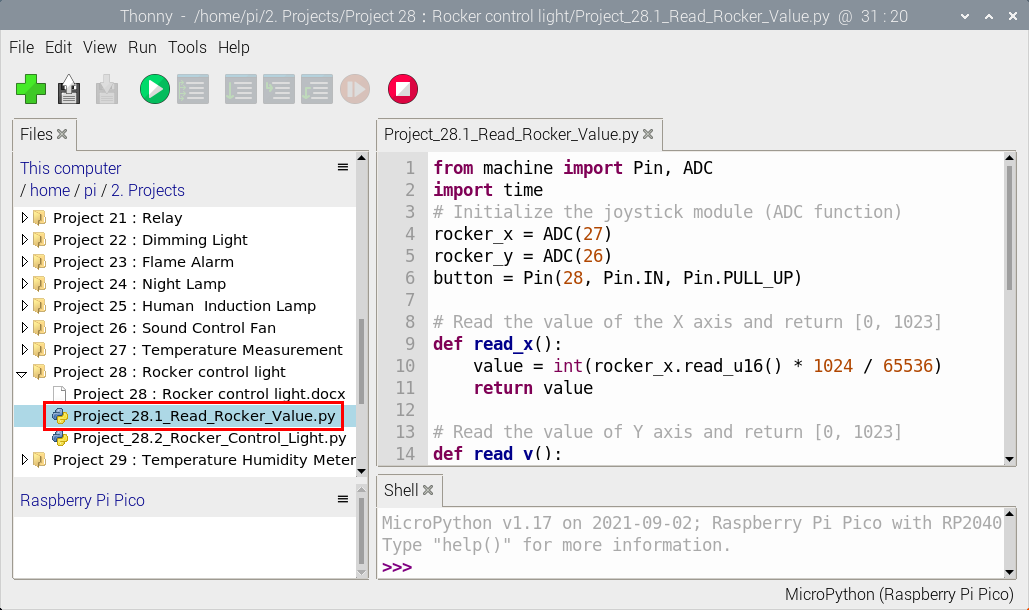 Thonny - /home/pi/2. Projects/Project 28 : Rocker control light/Project_28.1_Read_Rocker_Value.py @ 31 : 20
File Edit View Run Tools Help
Files
This computer
/ home / pi / 2. Projects
Project 21 : Relay
Project 22 : Dimming Light
Project 23 : Flame Alarm
Project 24 : Night Lamp
Project 25 : Human Induction Lamp
Project 26 : Sound Control Fan
Project 27 : Temperature Measurement
Project 28 : Rocker control light
Project 28 : Rocker control light.docx
Project_28.1_Read_Rocker_Value.py
Project_28.2_Rocker_Control_Light.py
Project 29 : Temperature Humidity Meter
Raspberry Pi Pico
Project_28.1_Read_Rocker_Value.py
1 from machine import Pin, ADC
2 import time
3 # Initialize the joystick module (ADC function)
4 rocker_x = ADC(27)
5 rocker_y = ADC(26)
6 button = Pin(28, Pin.IN, Pin.PULL_UP)
7
8 # Read the value of the X axis and return [0, 1023]
9 def read_x():
10 value = int(rocker_x.read_u16() * 1024 / 65536)
11 return value
12
13 # Read the value of Y axis and return [0, 1023]
14 def read_y():
Shell
MicroPython v1.17 on 2021-09-02; Raspberry Pi Pico with RP2040
Type "help()" for more information.
>>>
MicroPython (Raspberry Pi Pico)